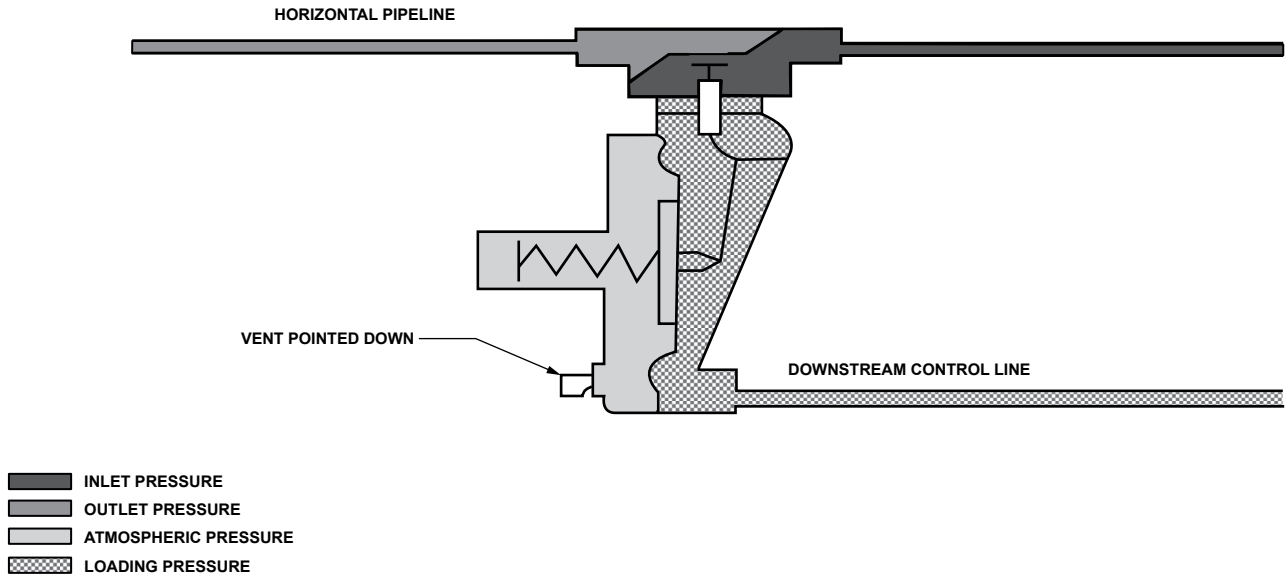 HORIZONTAL PIPELINE
VENT POINTED DOWN
DOWNSTREAM CONTROL LINE
INLET PRESSURE
OUTLET PRESSURE
ATMOSPHERIC PRESSURE
LOADING PRESSURE